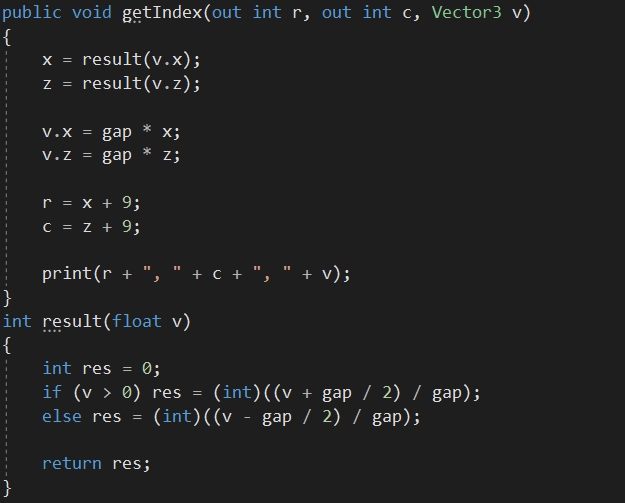 public void getIndex(out int r, out int c, Vector3 v)
{
    x = result(v.x);
    z = result(v.z);

    v.x = gap * x;
    v.z = gap * z;

    r = x + 9;
    c = z + 9;

    print(r + ", " + c + ", " + v);
}
int result(float v)
{
    int res = 0;
    if (v > 0) res = (int)((v + gap / 2) / gap);
    else res = (int)((v - gap / 2) / gap);

    return res;
}